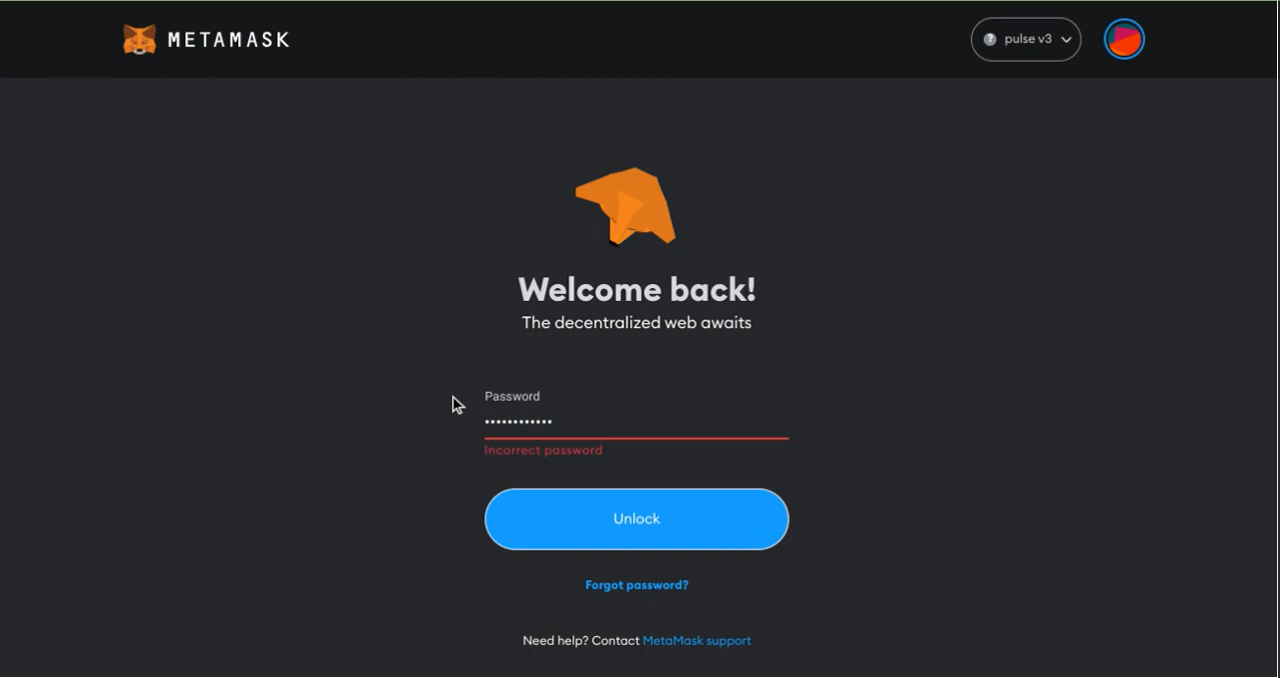 METAMASK
pulse v3
Welcome back!
The decentralized web awaits
Password
••••••••••••
Incorrect password
Unlock
Forgot password?
Need help? Contact MetaMask support